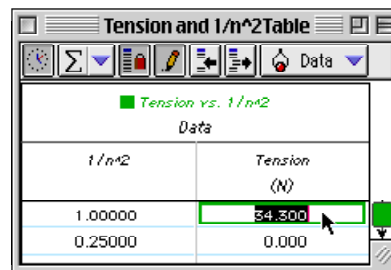 Tension and 1/n^2Table
Σ Data
Tension vs. 1/n^2
Data
1/n^2 Tension
(N)
1.00000 34.300
0.25000 0.000